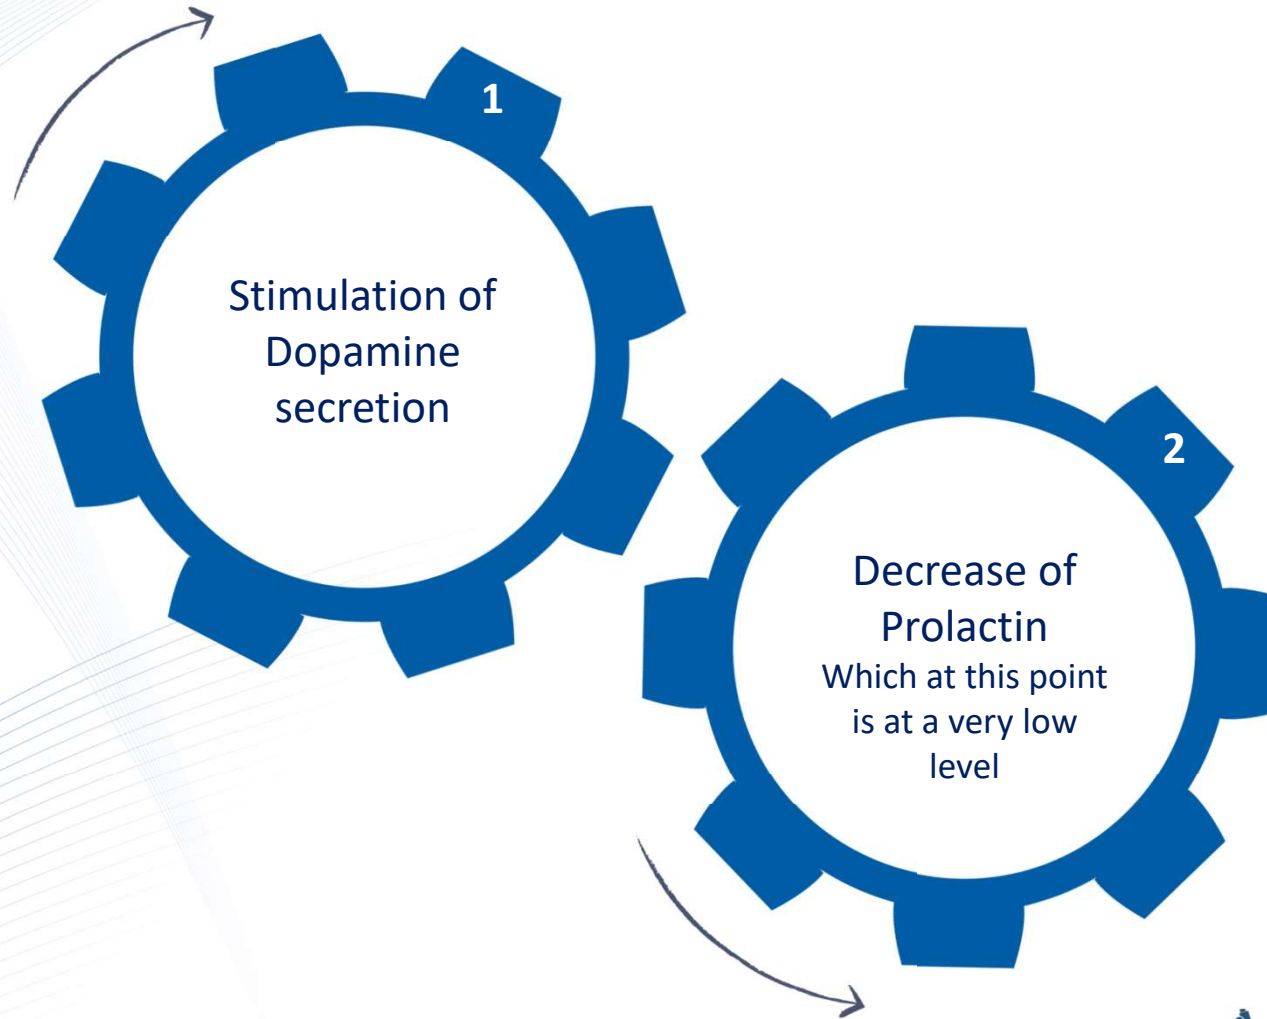 1
Stimulation of
Dopamine
secretion
2
Decrease of
Prolactin
Which at this point
is at a very low
level